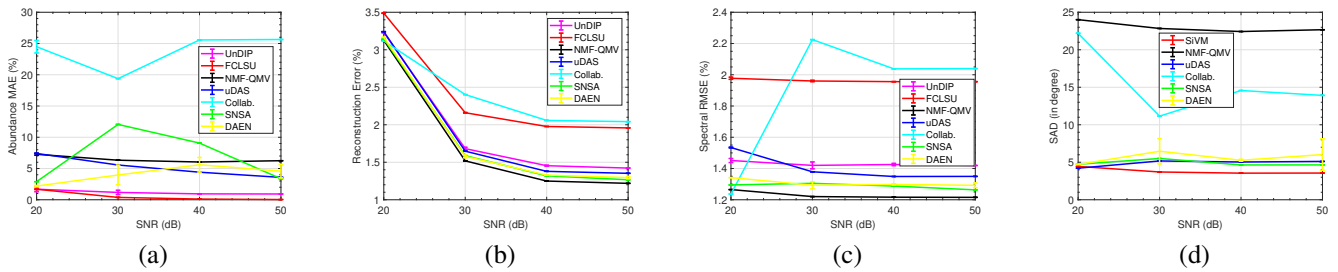 30
25
20
15
10
5
0
Abundance MAE (%)
UnDIP
FCLSU
NMF-QMV
uDAS
Collab.
SNSA
DAEN
20 30 40 50
SNR (dB)
(a)
3.5
3
2.5
2
1.5
1
Reconstruction Error (%)
UnDIP
FCLSU
NMF-QMV
uDAS
Collab.
SNSA
DAEN
20 30 40 50
SNR (dB)
(b)
2.4
2.2
2
1.8
1.6
1.4
1.2
Spectral RMSE (%)
UnDIP
FCLSU
NMF-QMV
uDAS
Collab.
SNSA
DAEN
20 30 40 50
SNR (dB)
(c)
25
20
15
10
5
0
SAD (in degree)
SiVM
NMF-QMV
uDAS
Collab.
SNSA
DAEN
20 30 40 50
SNR (dB)
(d)